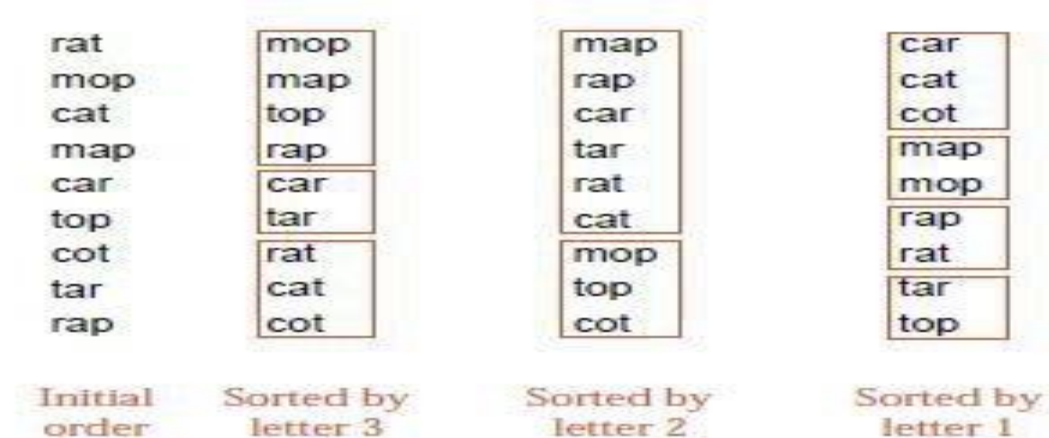 rat mop map car
mop map rap cat
cat top car cot
map rap tar map
car car rat mop
top tar cat rap
cot rat mop rat
tar cat top tar
rap cot cot top
Initial Sorted by Sorted by Sorted by
order letter 3 letter 2 letter 1